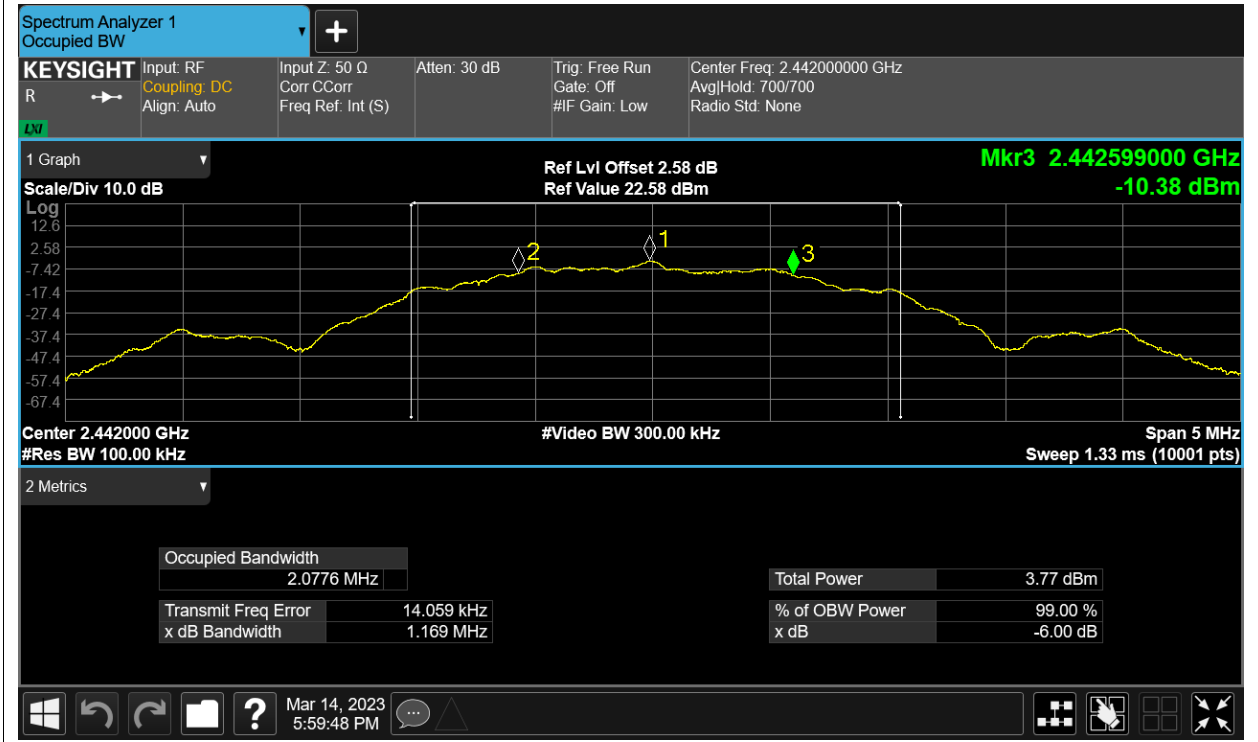 Spectrum Analyzer 1
Occupied BW
KEYSIGHT
R
LXI
Input: RF
Coupling: DC
Align: Auto
Input Z: 50 Ω
Corr CCorr
Freq Ref: Int (S)
Atten: 30 dB
Trig: Free Run
Gate: Off
#IF Gain: Low
Center Freq: 2.442000000 GHz
Avg|Hold: 700/700
Radio Std: None
1 Graph
Scale/Div 10.0 dB
Ref Lvl Offset 2.58 dB
Ref Value 22.58 dBm
Mkr3 2.442599000 GHz
-10.38 dBm
Log
12.6
2.58
-7.42
-17.4
-27.4
-37.4
-47.4
-57.4
-67.4
2
1
3
Center 2.442000 GHz
#Video BW 300.00 kHz
Span 5 MHz
#Res BW 100.00 kHz
Sweep 1.33 ms (10001 pts)
2 Metrics
Occupied Bandwidth
2.0776 MHz
Total Power 3.77 dBm
Transmit Freq Error 14.059 kHz
% of OBW Power 99.00 %
x dB Bandwidth 1.169 MHz
x dB -6.00 dB
?
Mar 14, 2023
5:59:48 PM